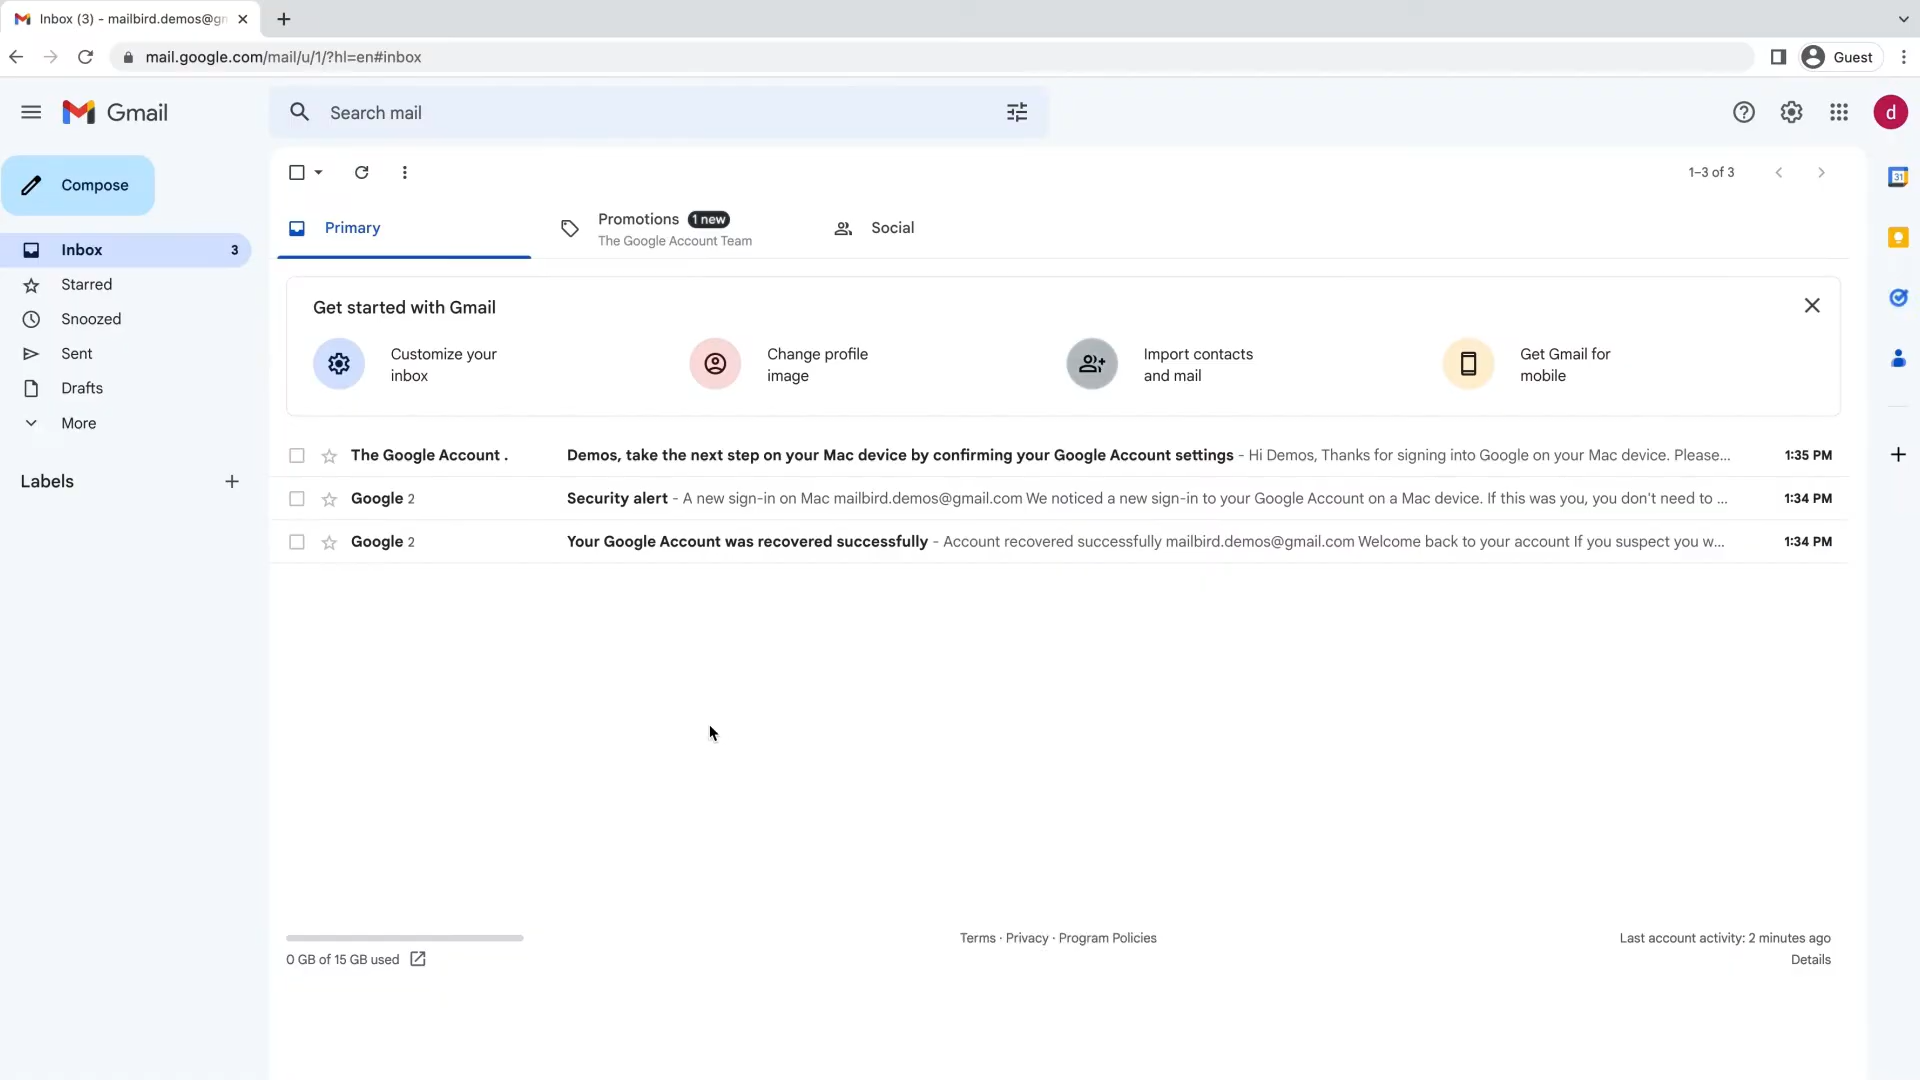 Inbox (3) - mailbird.demos@gm
mail.google.com/mail/u/1/?hl=en#inbox
Guest
Gmail
Search mail
d
Compose
1–3 of 3
31
Primary
Promotions 1 new
The Google Account Team
Social
Inbox 3
Starred
Snoozed
Sent
Drafts
More
Labels
Get started with Gmail
Customize your
inbox
Change profile
image
Import contacts
and mail
Get Gmail for
mobile
The Google Account . Demos, take the next step on your Mac device by confirming your Google Account settings - Hi Demos, Thanks for signing into Google on your Mac device. Please... 1:35 PM
Google 2 Security alert - A new sign-in on Mac mailbird.demos@gmail.com We noticed a new sign-in to your Google Account on a Mac device. If this was you, you don't need to ... 1:34 PM
Google 2 Your Google Account was recovered successfully - Account recovered successfully mailbird.demos@gmail.com Welcome back to your account If you suspect you w... 1:34 PM
0 GB of 15 GB used
Terms · Privacy · Program Policies
Last account activity: 2 minutes ago
Details